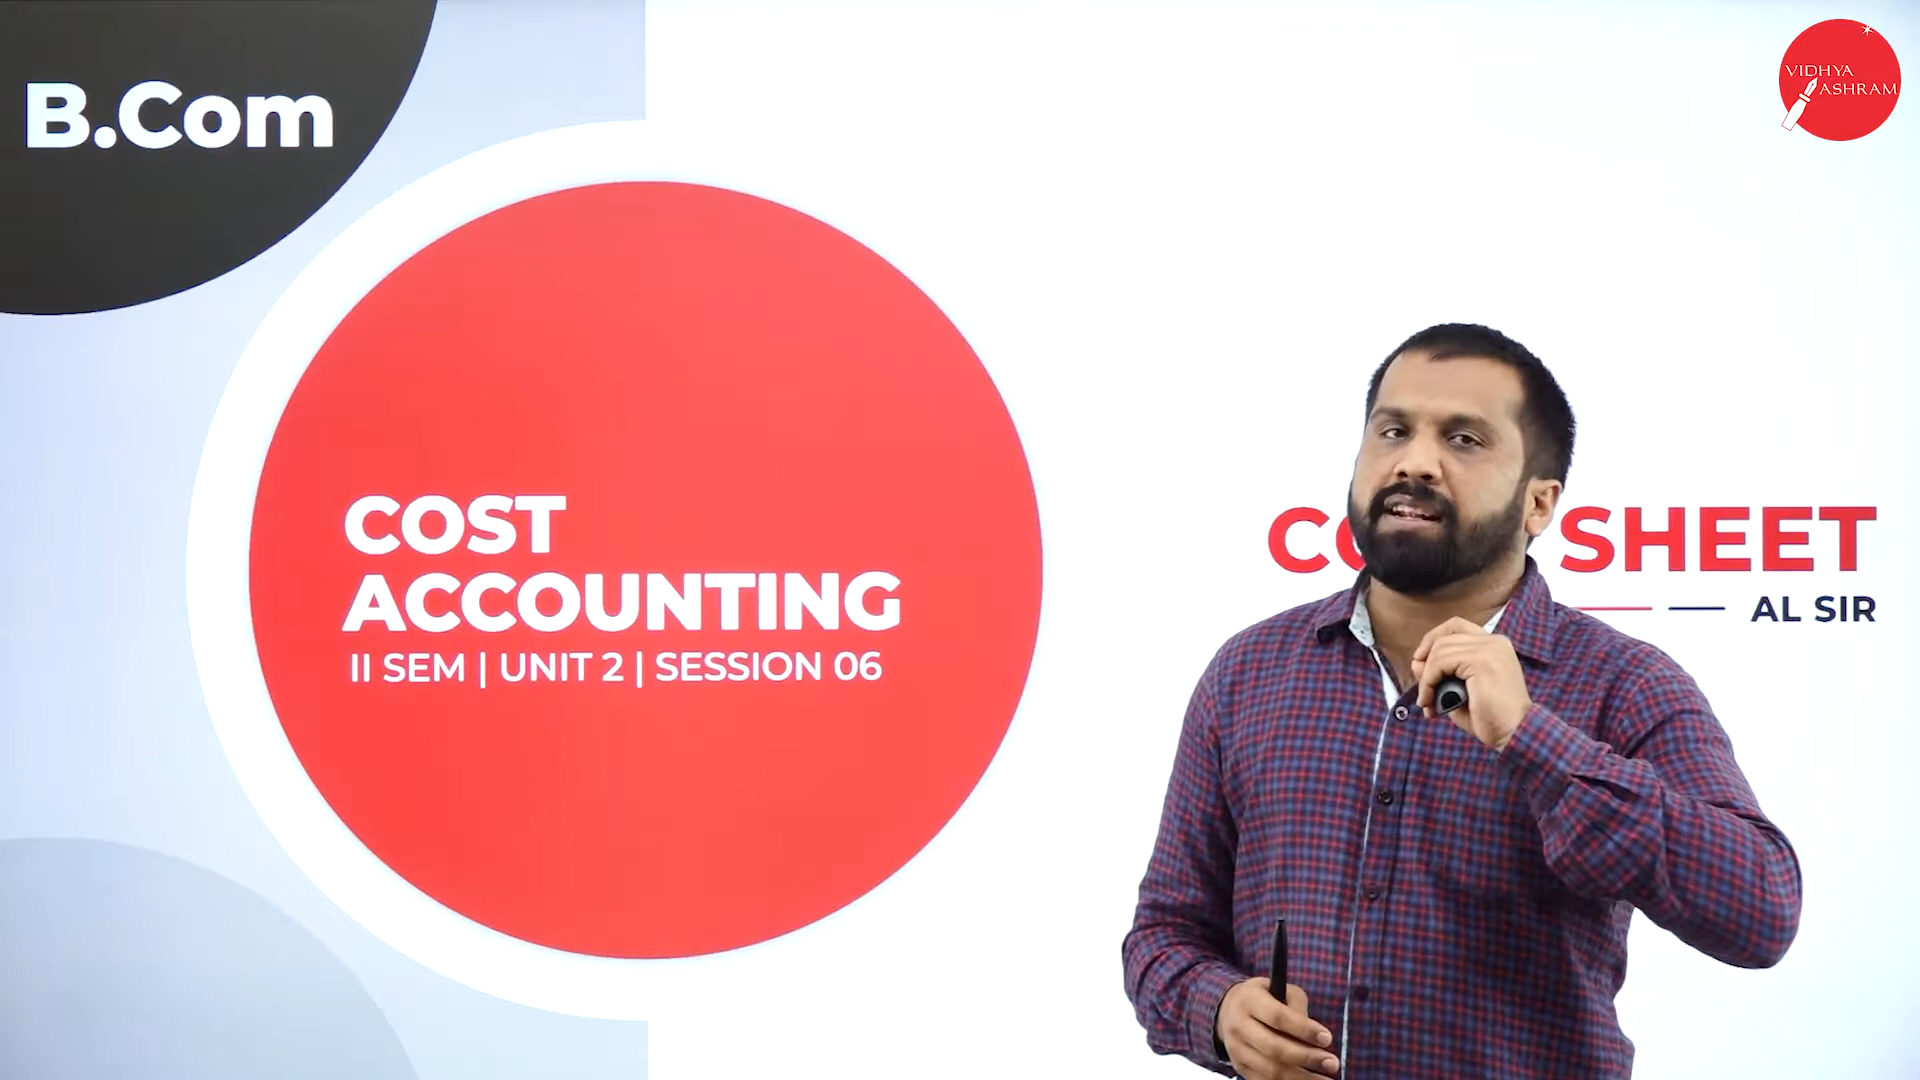 B.Com
VIDHYA
ASHRAM
COST
ACCOUNTING
II SEM | UNIT 2 | SESSION 06
SHEET
AL SIR